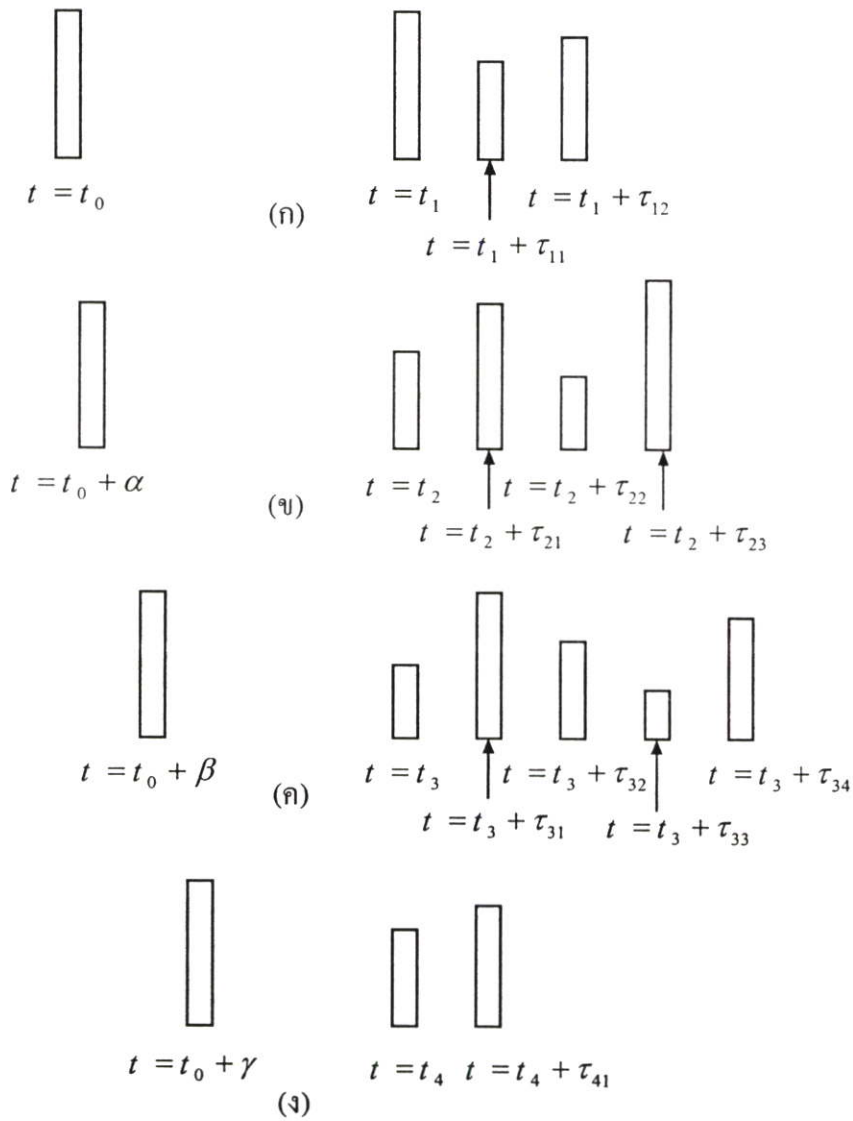 t = t₀ t = t₁ t = t₁ + τ₁₂
(ก)
t = t₁ + τ₁₁
t = t₀ + α t = t₂ t = t₂ + τ₂₂
(ข)
t = t₂ + τ₂₁ t = t₂ + τ₂₃
t = t₀ + β t = t₃ t = t₃ + τ₃₂ t = t₃ + τ₃₄
(ค)
t = t₃ + τ₃₁ t = t₃ + τ₃₃
t = t₀ + γ t = t₄ t = t₄ + τ₄₁
(ง)